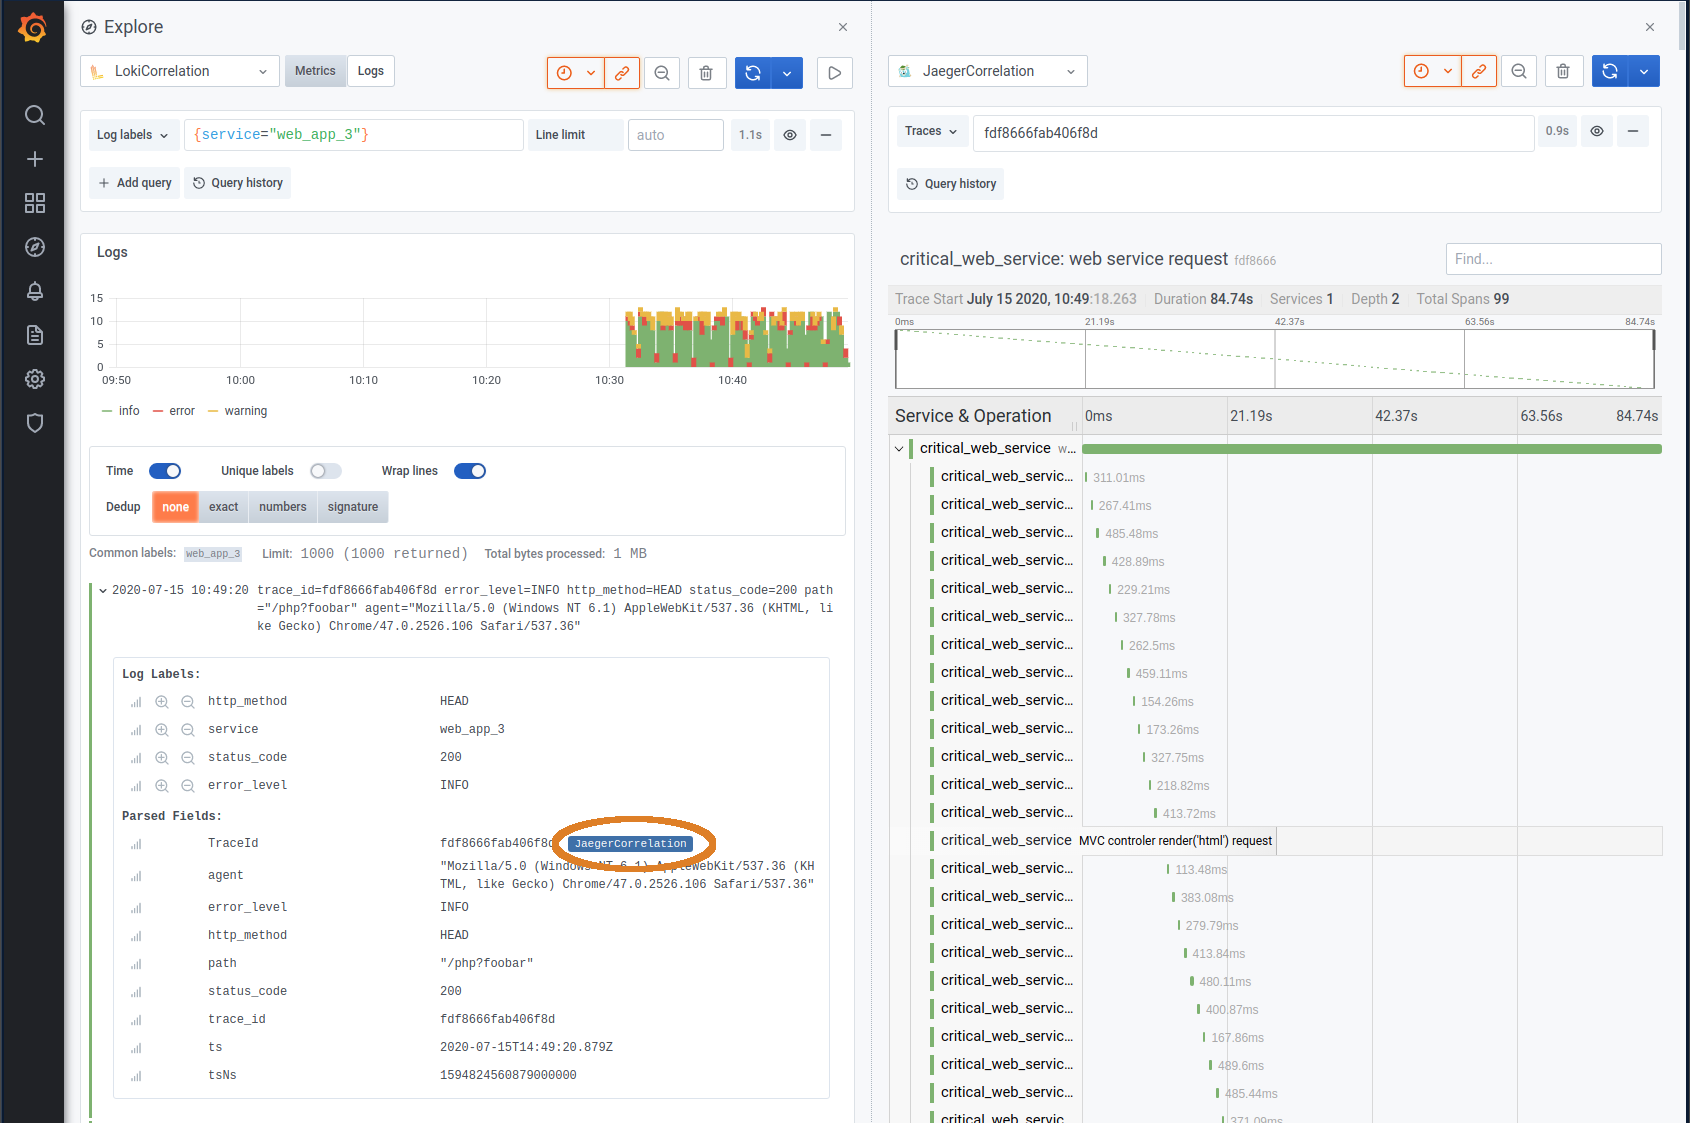 Explore
LokiCorrelation
Metrics
Logs
Log labels
{service="web_app_3"}
Line limit
auto
1.1s
Add query
Query history
Logs
15
10
5
0
09:50
10:00
10:10
10:20
10:30
10:40
info
error
warning
Time
Unique labels
Wrap lines
Dedup
none
exact
numbers
signature
Common labels: web_app_3 Limit: 1000 (1000 returned) Total bytes processed: 1 MB
2020-07-15 10:49:20 trace_id=fdf8666fab406f8d error_level=INFO http_method=HEAD status_code=200 path
="/php?foobar" agent="Mozilla/5.0 (Windows NT 6.1) AppleWebKit/537.36 (KHTML, li
ke Gecko) Chrome/47.0.2526.106 Safari/537.36"
Log Labels:
http_method HEAD
service web_app_3
status_code 200
error_level INFO
Parsed Fields:
TraceId fdf8666fab406f8d JaegerCorrelation
agent "Mozilla/5.0 (Windows NT 6.1) AppleWebKit/537.36 (KH
TML, like Gecko) Chrome/47.0.2526.106 Safari/537.36"
error_level INFO
http_method HEAD
path "/php?foobar"
status_code 200
trace_id fdf8666fab406f8d
ts 2020-07-15T14:49:20.879Z
tsNs 1594824560879000000
JaegerCorrelation
Traces
fdf8666fab406f8d
0.9s
Query history
critical_web_service: web service request fdf8666
Find...
Trace Start July 15 2020, 10:49:18.263 Duration 84.74s Services 1 Depth 2 Total Spans 99
0ms 21.19s 42.37s 63.56s 84.74s
Service & Operation 0ms 21.19s 42.37s 63.56s 84.74s
critical_web_service w...
critical_web_servic... 311.01ms
critical_web_servic... 267.41ms
critical_web_servic... 485.48ms
critical_web_servic... 428.89ms
critical_web_servic... 229.21ms
critical_web_servic... 327.78ms
critical_web_servic... 262.5ms
critical_web_servic... 459.11ms
critical_web_servic... 154.26ms
critical_web_servic... 173.26ms
critical_web_servic... 327.75ms
critical_web_servic... 218.82ms
critical_web_servic... 413.72ms
critical_web_service MVC controler render('html') request
critical_web_servic... 113.48ms
critical_web_servic... 383.08ms
critical_web_servic... 279.79ms
critical_web_servic... 413.84ms
critical_web_servic... 480.11ms
critical_web_servic... 400.87ms
critical_web_servic... 167.86ms
critical_web_servic... 489.6ms
critical_web_servic... 485.44ms
critical_web_servic... 371.09ms